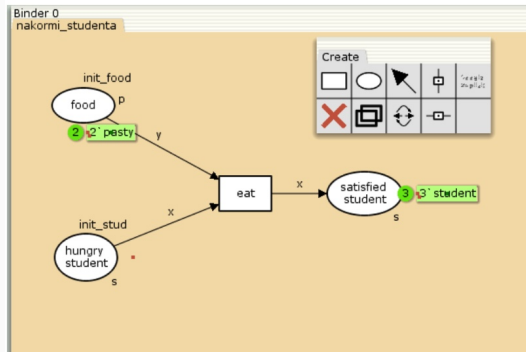 Binder 0
nakormi_studenta
Create
init_food
food
p
2
2`pesty
y
eat
x
satisfied
student
3
3`student
s
init_stud
x
hungry
student
s